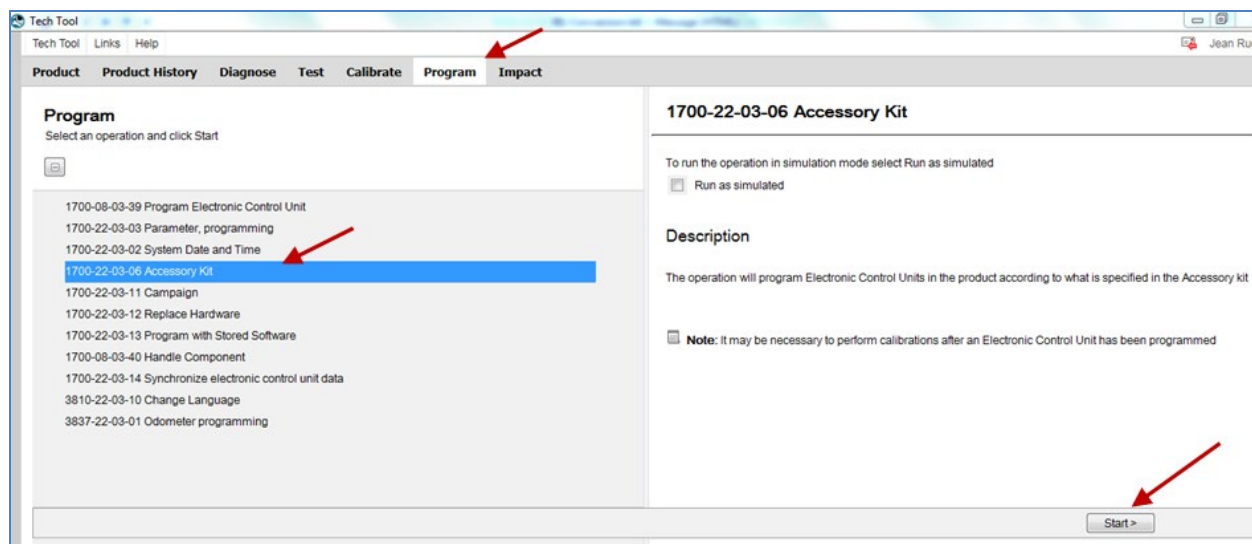 Tech Tool
Tech Tool Links Help
Jean Ru
Product Product History Diagnose Test Calibrate Program Impact
Program
Select an operation and click Start
1700-08-03-39 Program Electronic Control Unit
1700-22-03-03 Parameter, programming
1700-22-03-02 System Date and Time
1700-22-03-06 Accessory Kit
1700-22-03-11 Campaign
1700-22-03-12 Replace Hardware
1700-22-03-13 Program with Stored Software
1700-08-03-40 Handle Component
1700-22-03-14 Synchronize electronic control unit data
3810-22-03-10 Change Language
3837-22-03-01 Odometer programming
1700-22-03-06 Accessory Kit
To run the operation in simulation mode select Run as simulated
Run as simulated
Description
The operation will program Electronic Control Units in the product according to what is specified in the Accessory kit
Note: It may be necessary to perform calibrations after an Electronic Control Unit has been programmed
Start >